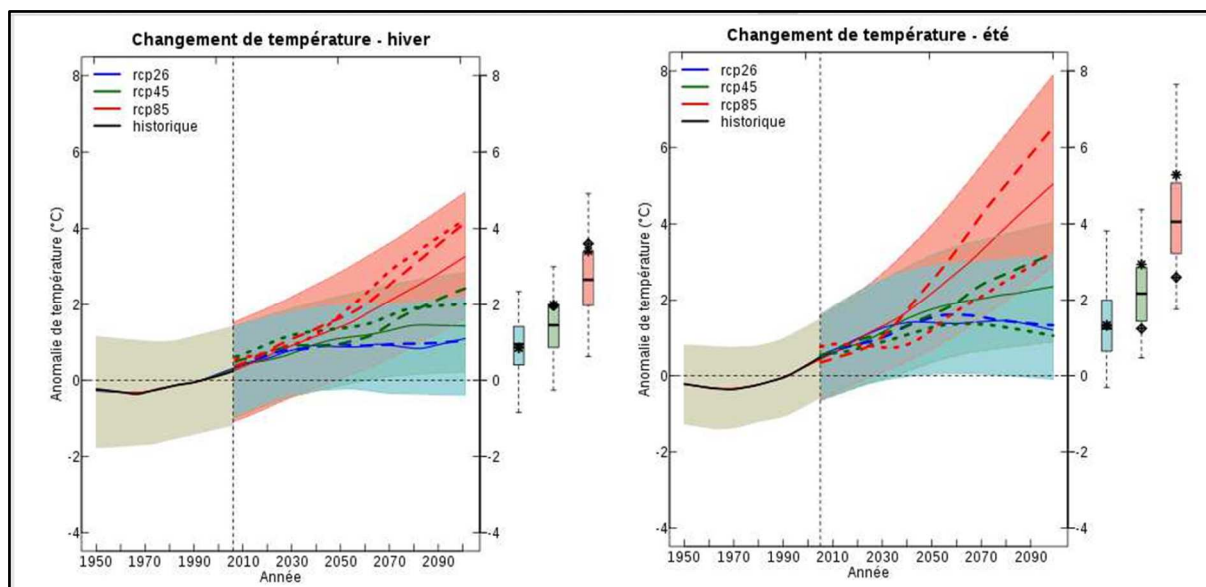 Changement de température - hiver
rcp26
rcp45
rcp85
historique
Anomalie de température (°C)
8
6
4
2
0
-2
-4
8
6
4
2
0
-2
-4
1950 1970 1990 2010 2030 2050 2070 2090
Année
Changement de température - été
rcp26
rcp45
rcp85
historique
Anomalie de température (°C)
8
6
4
2
0
-2
-4
8
6
4
2
0
-2
-4
1950 1970 1990 2010 2030 2050 2070 2090
Année